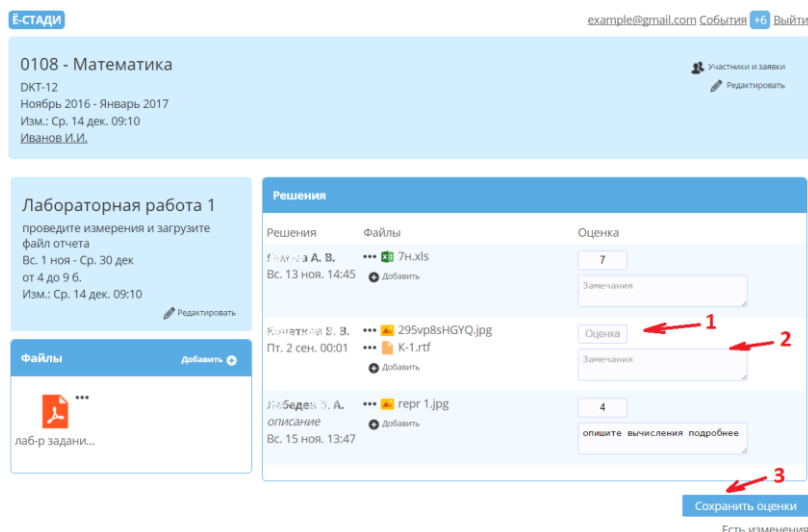 Ё-СТАДИ
example@gmail.com События +6 Выйти
0108 - Математика
DKT-12
Ноябрь 2016 - Январь 2017
Изм.: Ср. 14 дек. 09:10
Иванов И.И.
Участники и заявки
Редактировать
Лабораторная работа 1
проведите измерения и загрузите
файл отчета
Вс. 1 ноя - Ср. 30 дек
от 4 до 9 б.
Изм.: Ср. 14 дек. 09:10
Редактировать
Файлы
Добавить
лаб-р задани...
Решения
Решения Файлы Оценка
А. В. ••• 7н.xls 7
Вс. 13 ноя. 14:45 Добавить
Замечания
В. ••• 295vp8sHGYQ.jpg Оценка 1
Пт. 2 сен. 00:01 ••• К-1.rtf 2
Добавить Замечания
А. ••• repr 1.jpg 4
описание Добавить
Вс. 15 ноя. 13:47 опишите вычисления подробнее
3
Сохранить оценки
Есть изменения